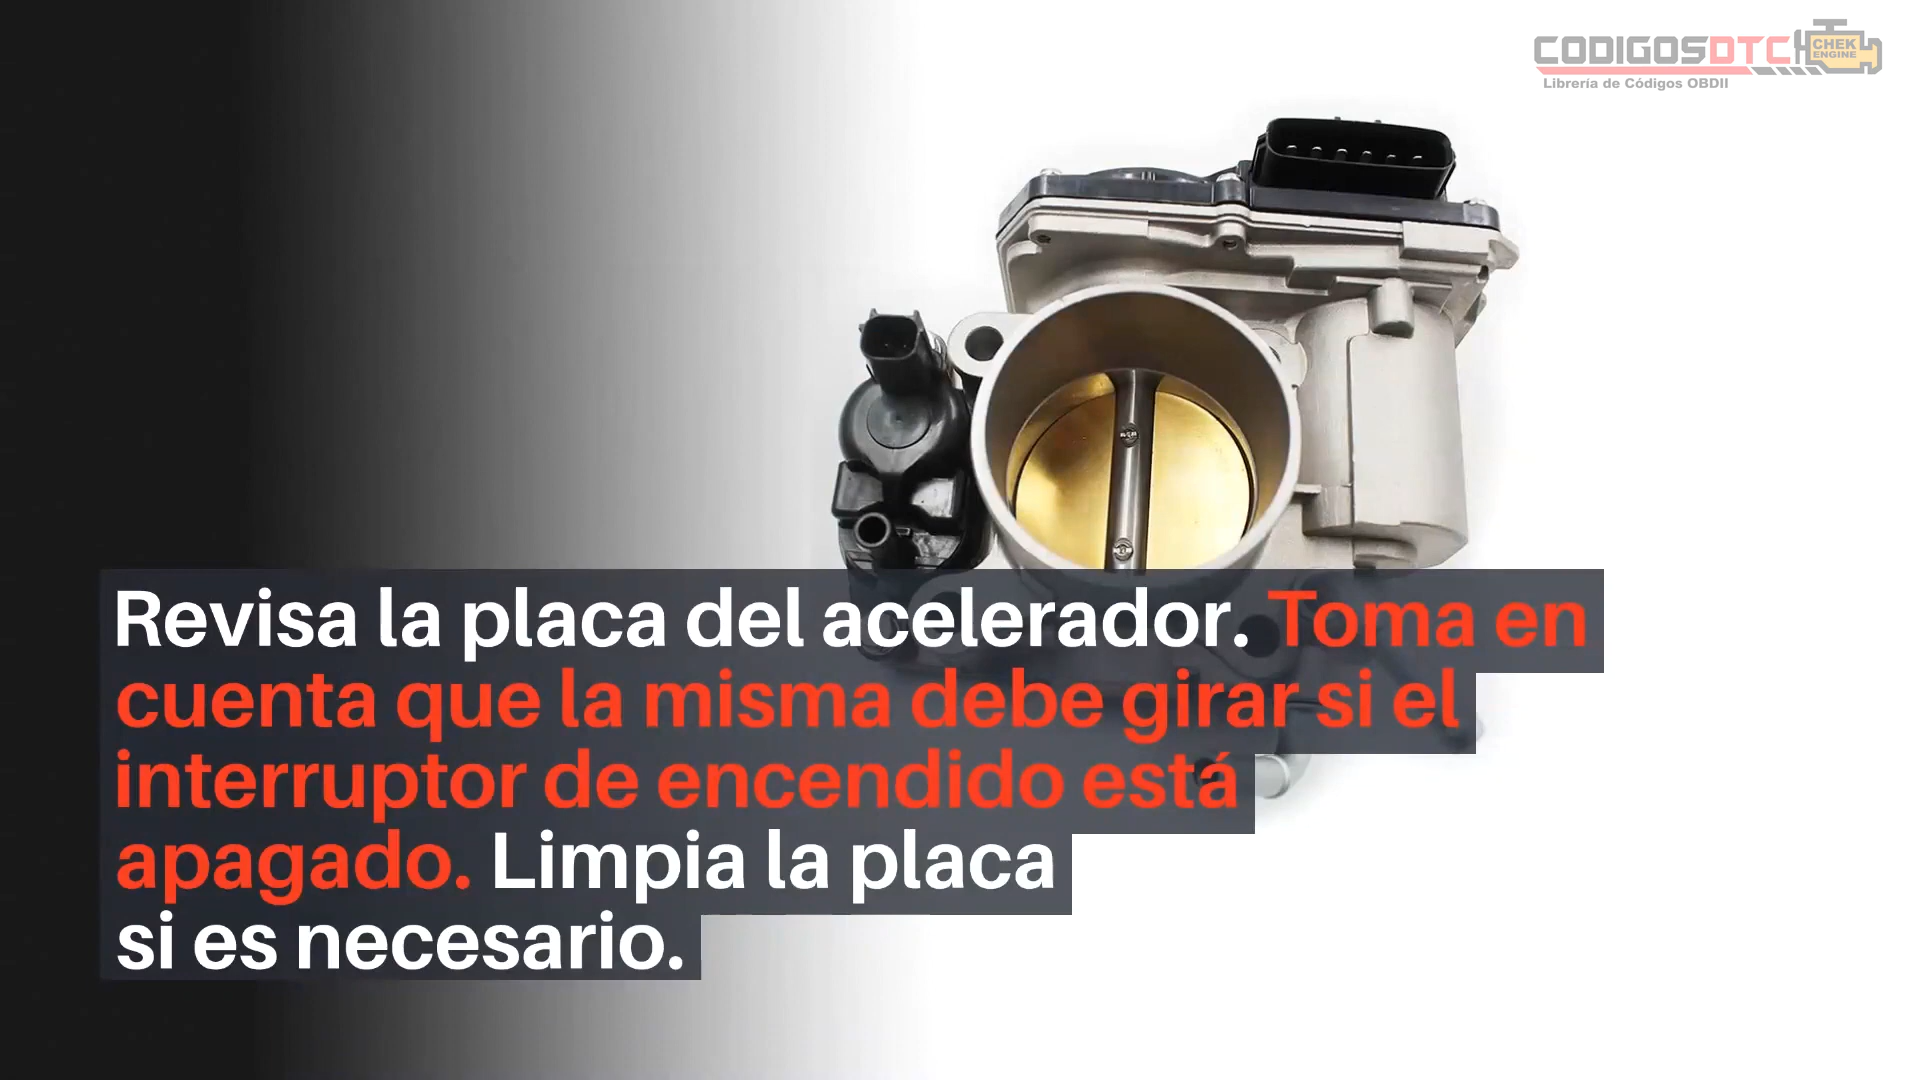 CODIGOSDTC
CHEK
ENGINE
Librería de Códigos OBDII
Revisa la placa del acelerador. Toma en
cuenta que la misma debe girar si el
interruptor de encendido está
apagado. Limpia la placa
si es necesario.